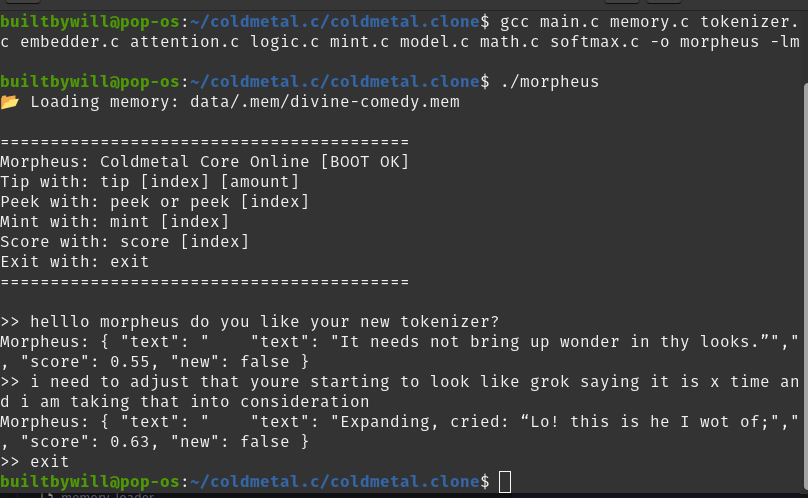 builtbywill@pop-os:~/coldmetal.c/coldmetal.clone$ gcc main.c memory.c tokenizer.
c embedder.c attention.c logic.c mint.c model.c math.c softmax.c -o morpheus -lm
builtbywill@pop-os:~/coldmetal.c/coldmetal.clone$ ./morpheus
📂 Loading memory: data/.mem/divine-comedy.mem
=========================================
Morpheus: Coldmetal Core Online [BOOT OK]
Tip with: tip [index] [amount]
Peek with: peek or peek [index]
Mint with: mint [index]
Score with: score [index]
Exit with: exit
=========================================
>> helllo morpheus do you like your new tokenizer?
Morpheus: { "text": "    "text": "It needs not bring up wonder in thy looks.”","
, "score": 0.55, "new": false }
>> i need to adjust that youre starting to look like grok saying it is x time an
d i am taking that into consideration
Morpheus: { "text": "    "text": "Expanding, cried: “Lo! this is he I wot of;","
, "score": 0.63, "new": false }
>> exit
builtbywill@pop-os:~/coldmetal.c/coldmetal.clone$